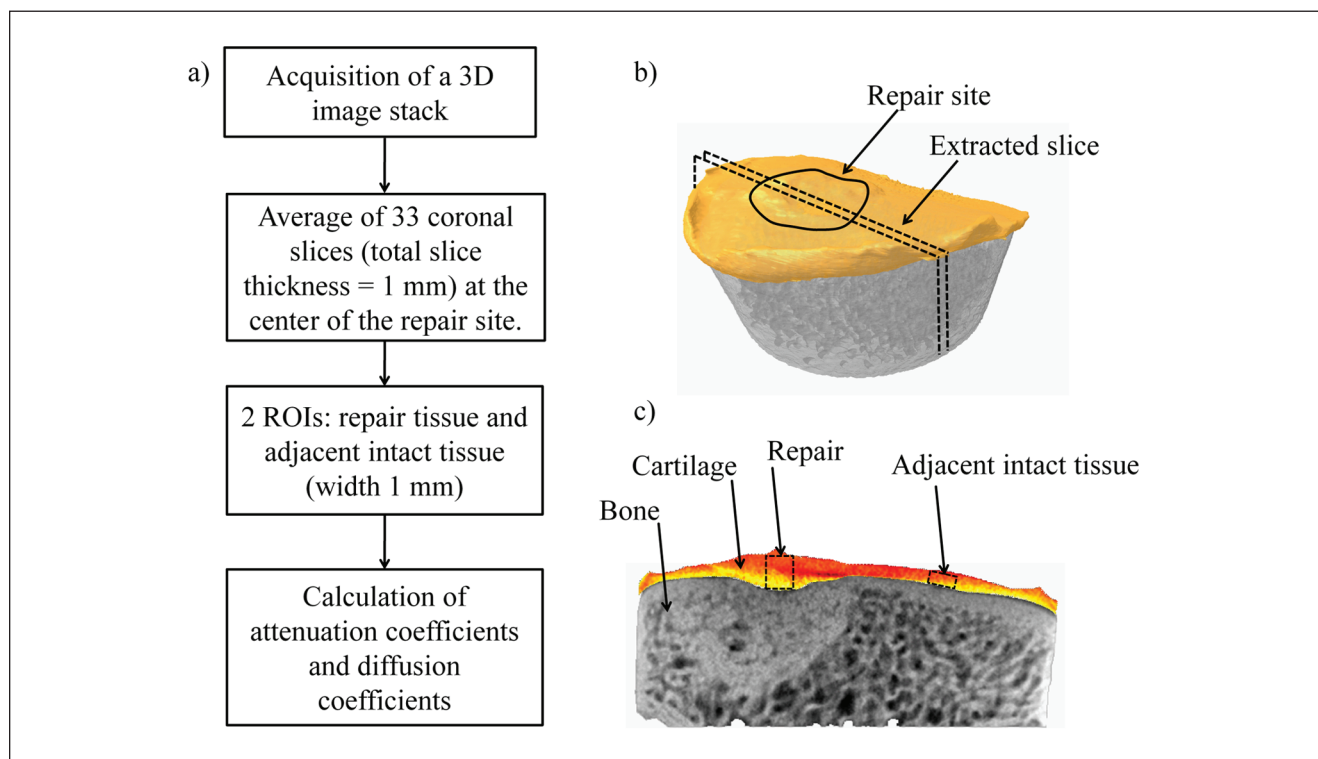 a)
Acquisition of a 3D
image stack
Average of 33 coronal
slices (total slice
thickness = 1 mm) at the
center of the repair site.
2 ROIs: repair tissue and
adjacent intact tissue
(width 1 mm)
Calculation of
attenuation coefficients
and diffusion
coefficients
b)
Repair site
Extracted slice
c)
Repair
Cartilage
Adjacent intact tissue
Bone